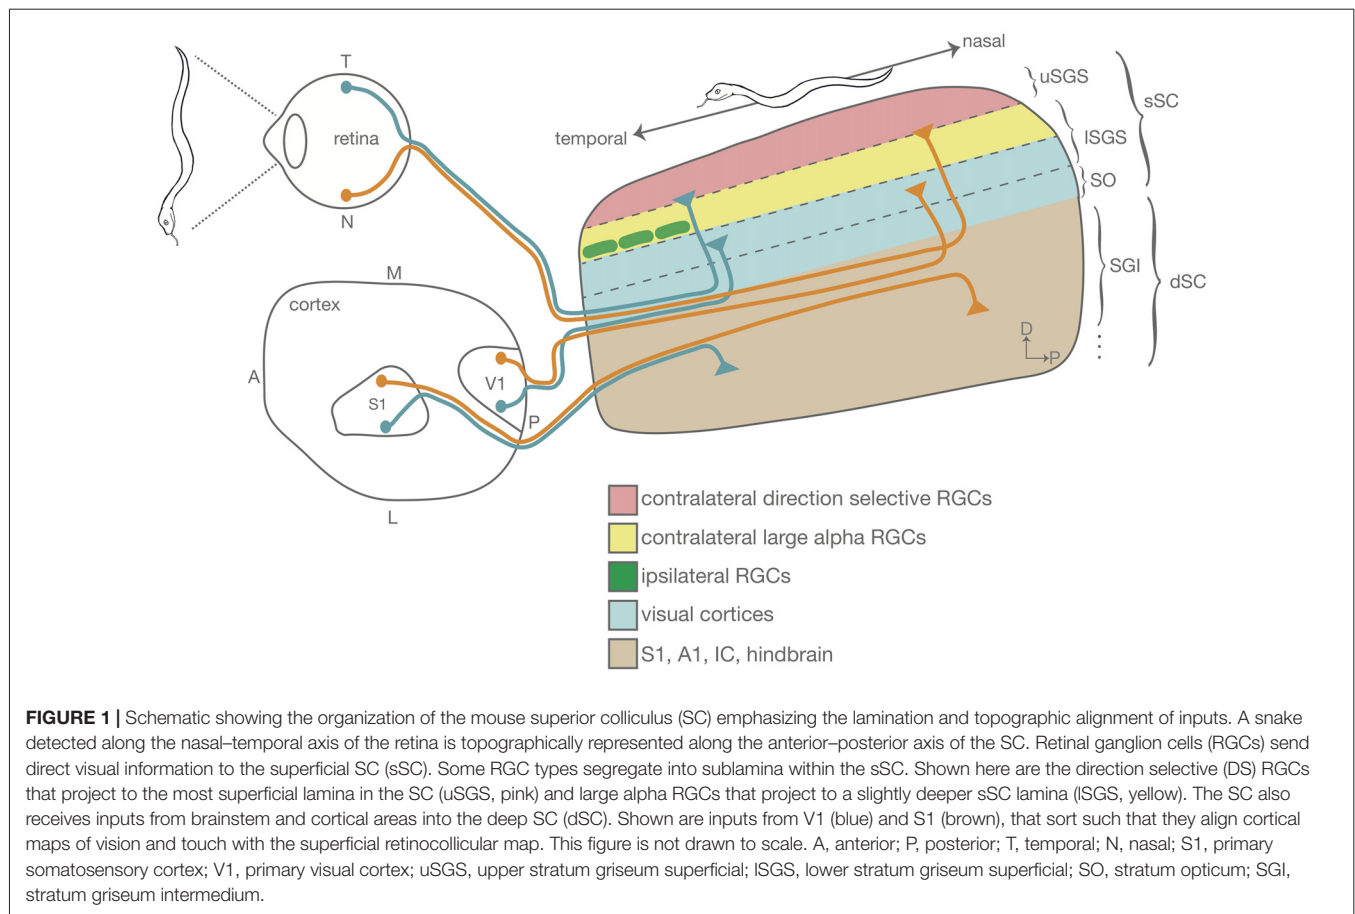 nasal
temporal
T
retina
N
uSGS
sSC
lSGS
SO
SGI
dSC
D
P
M
cortex
A
V1
S1
P
L
contralateral direction selective RGCs
contralateral large alpha RGCs
ipsilateral RGCs
visual cortices
S1, A1, IC, hindbrain
FIGURE 1 | Schematic showing the organization of the mouse superior colliculus (SC) emphasizing the lamination and topographic alignment of inputs. A snake
detected along the nasal–temporal axis of the retina is topographically represented along the anterior–posterior axis of the SC. Retinal ganglion cells (RGCs) send
direct visual information to the superficial SC (sSC). Some RGC types segregate into sublamina within the sSC. Shown here are the direction selective (DS) RGCs
that project to the most superficial lamina in the SC (uSGS, pink) and large alpha RGCs that project to a slightly deeper sSC lamina (lSGS, yellow). The SC also
receives inputs from brainstem and cortical areas into the deep SC (dSC). Shown are inputs from V1 (blue) and S1 (brown), that sort such that they align cortical
maps of vision and touch with the superficial retinocollicular map. This figure is not drawn to scale. A, anterior; P, posterior; T, temporal; N, nasal; S1, primary
somatosensory cortex; V1, primary visual cortex; uSGS, upper stratum griseum superficial; lSGS, lower stratum griseum superficial; SO, stratum opticum; SGI,
stratum griseum intermedium.